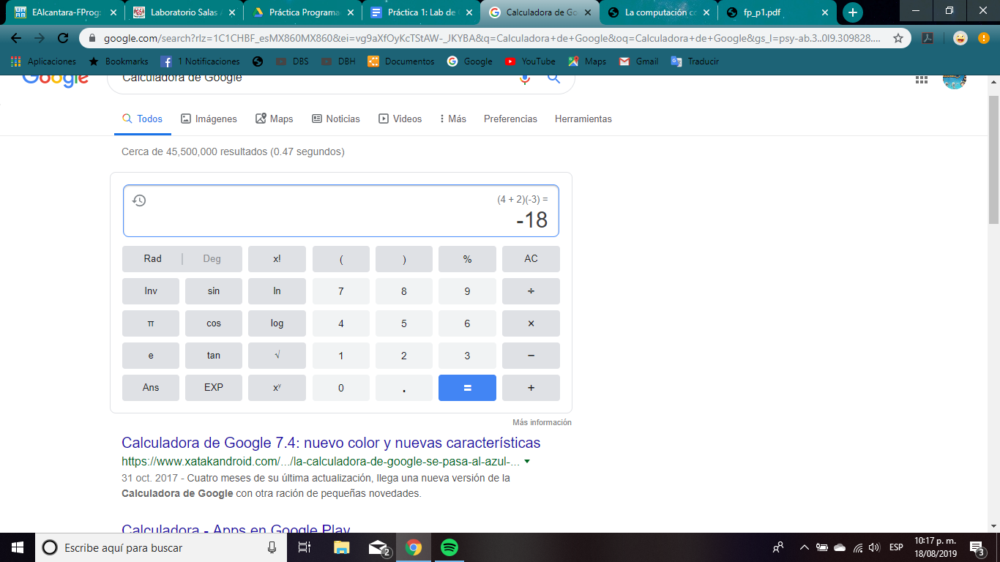 EAlcantara-FProg:
Laboratorio Salas A
Práctica Programa
Práctica 1: Lab de
Calculadora de Go
La computación co
fp_p1.pdf
google.com/search?rlz=1C1CHBF_esMX860MX860&ei=vg9aXfOyKcTStAW-_JKYBA&q=Calculadora+de+Google&oq=Calculadora+de+Google&gs_l=psy-ab.3..0l9.309828....
Aplicaciones
Bookmarks
1 Notificaciones
DBS
DBH
Documentos
Google
YouTube
Maps
Gmail
Traducir
Google
Calculadora de Google
Todos
Imágenes
Maps
Noticias
Videos
Más
Preferencias
Herramientas
Cerca de 45,500,000 resultados (0.47 segundos)
(4 + 2)(-3) =
-18
Rad | Deg x! ( ) % AC
Inv sin ln 7 8 9 ÷
π cos log 4 5 6 ×
e tan √ 1 2 3 −
Ans EXP xʸ 0 . = +
Más información
Calculadora de Google 7.4: nuevo color y nuevas características
https://www.xatakandroid.com/.../la-calculadora-de-google-se-pasa-al-azul-...
31 oct. 2017 - Cuatro meses de su última actualización, llega una nueva versión de la
Calculadora de Google con otra ración de pequeñas novedades.
Calculadora - Apps en Google Play
Escribe aquí para buscar
2
ESP
10:17 p. m.
18/08/2019
3